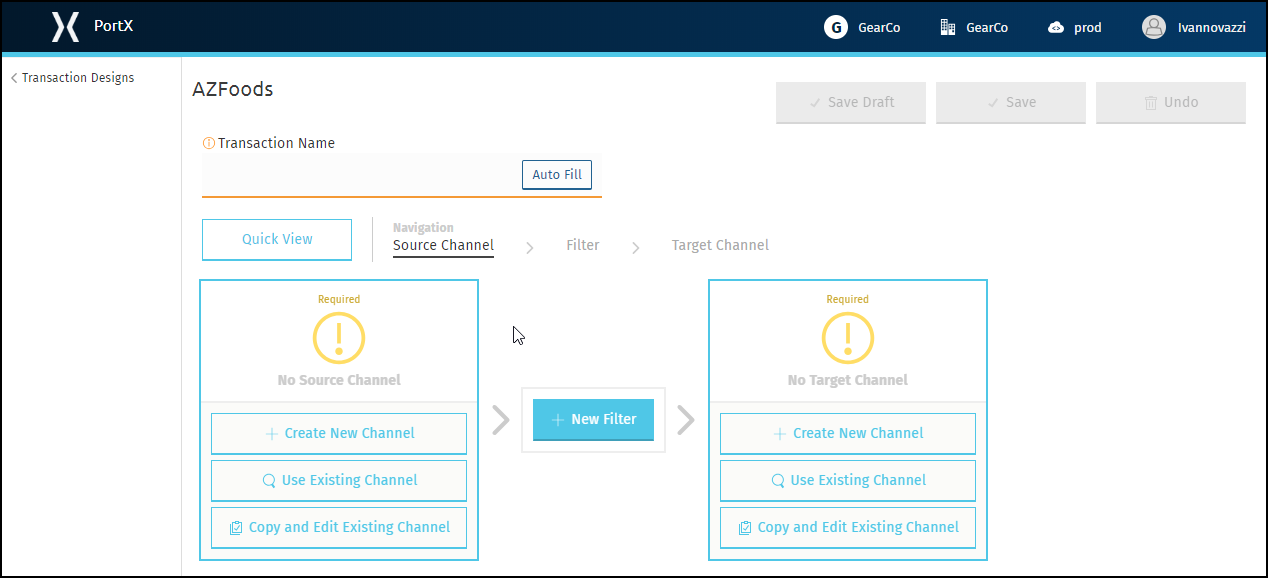 PortX
G GearCo GearCo prod Ivannovazzi
Transaction Designs
AZFoods
Save Draft Save Undo
Transaction Name
Auto Fill
Quick View
Navigation
Source Channel Filter Target Channel
Required
No Source Channel
Create New Channel
Use Existing Channel
Copy and Edit Existing Channel
New Filter
Required
No Target Channel
Create New Channel
Use Existing Channel
Copy and Edit Existing Channel